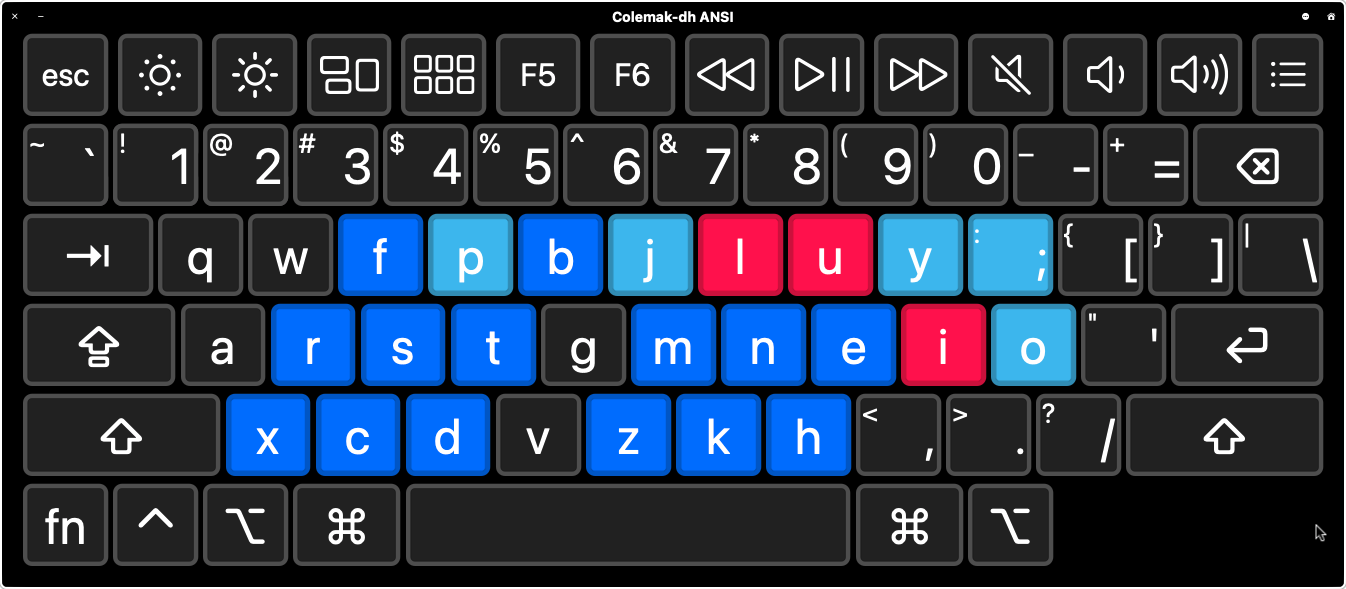 Colemak-dh ANSI
esc F5 F6
~ ` ! 1 @ 2 # 3 $ 4 % 5 ^ 6 & 7 * 8 ( 9 ) 0 _ - + =
q w f p b j l u y : ; { [ } ] | \
a r s t g m n e i o " '
x c d v z k h < , > . ? /
fn ^ ⌥ ⌘ ⌘ ⌥